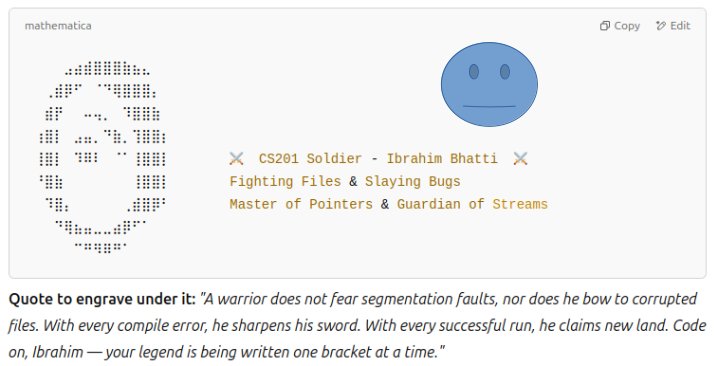 mathematica
Copy
Edit
⚔️ CS201 Soldier - Ibrahim Bhatti ⚔️
Fighting Files & Slaying Bugs
Master of Pointers & Guardian of Streams
Quote to engrave under it: "A warrior does not fear segmentation faults, nor does he bow to corrupted
files. With every compile error, he sharpens his sword. With every successful run, he claims new land. Code
on, Ibrahim — your legend is being written one bracket at a time."